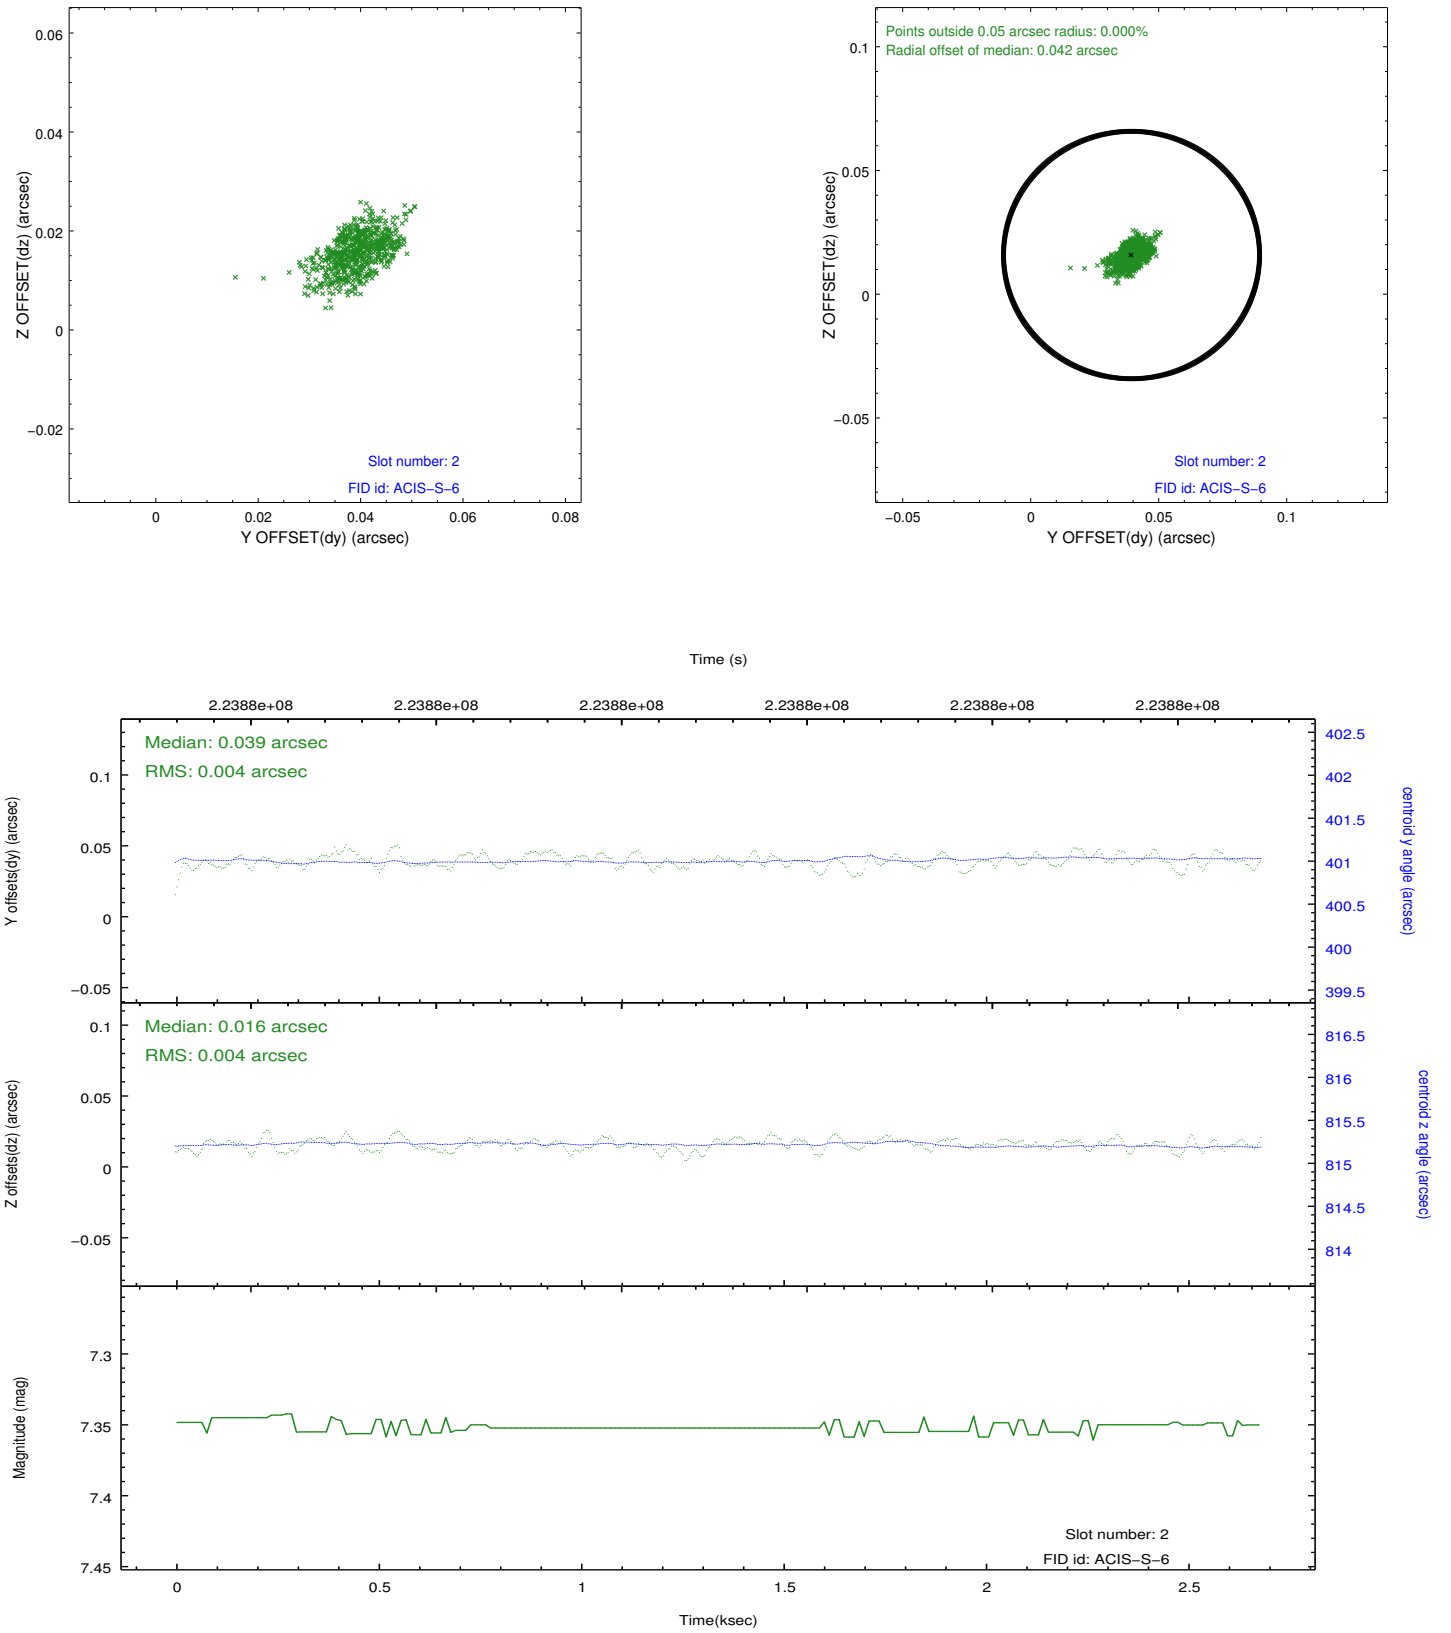 0.06
0.04
0.02
0
−0.02
Z OFFSET(dz) (arcsec)
Slot number: 2
FID id: ACIS−S−6
0 0.02 0.04 0.06 0.08
Y OFFSET(dy) (arcsec)
Points outside 0.05 arcsec radius: 0.000%
Radial offset of median: 0.042 arcsec
0.1
0.05
0
−0.05
Z OFFSET(dz) (arcsec)
Slot number: 2
FID id: ACIS−S−6
−0.05 0 0.05 0.1
Y OFFSET(dy) (arcsec)
Time (s)
2.2388e+08 2.2388e+08 2.2388e+08 2.2388e+08 2.2388e+08 2.2388e+08
Median: 0.039 arcsec
RMS: 0.004 arcsec
0.1
0.05
0
−0.05
Y offsets(dy) (arcsec)
402.5
402
401.5
401
400.5
400
399.5
centroid y angle (arcsec)
Median: 0.016 arcsec
RMS: 0.004 arcsec
0.1
0.05
0
−0.05
Z offsets(dz) (arcsec)
816.5
816
815.5
815
814.5
814
centroid z angle (arcsec)
7.3
7.35
7.4
7.45
Magnitude (mag)
Slot number: 2
FID id: ACIS−S−6
0 0.5 1 1.5 2 2.5
Time(ksec)